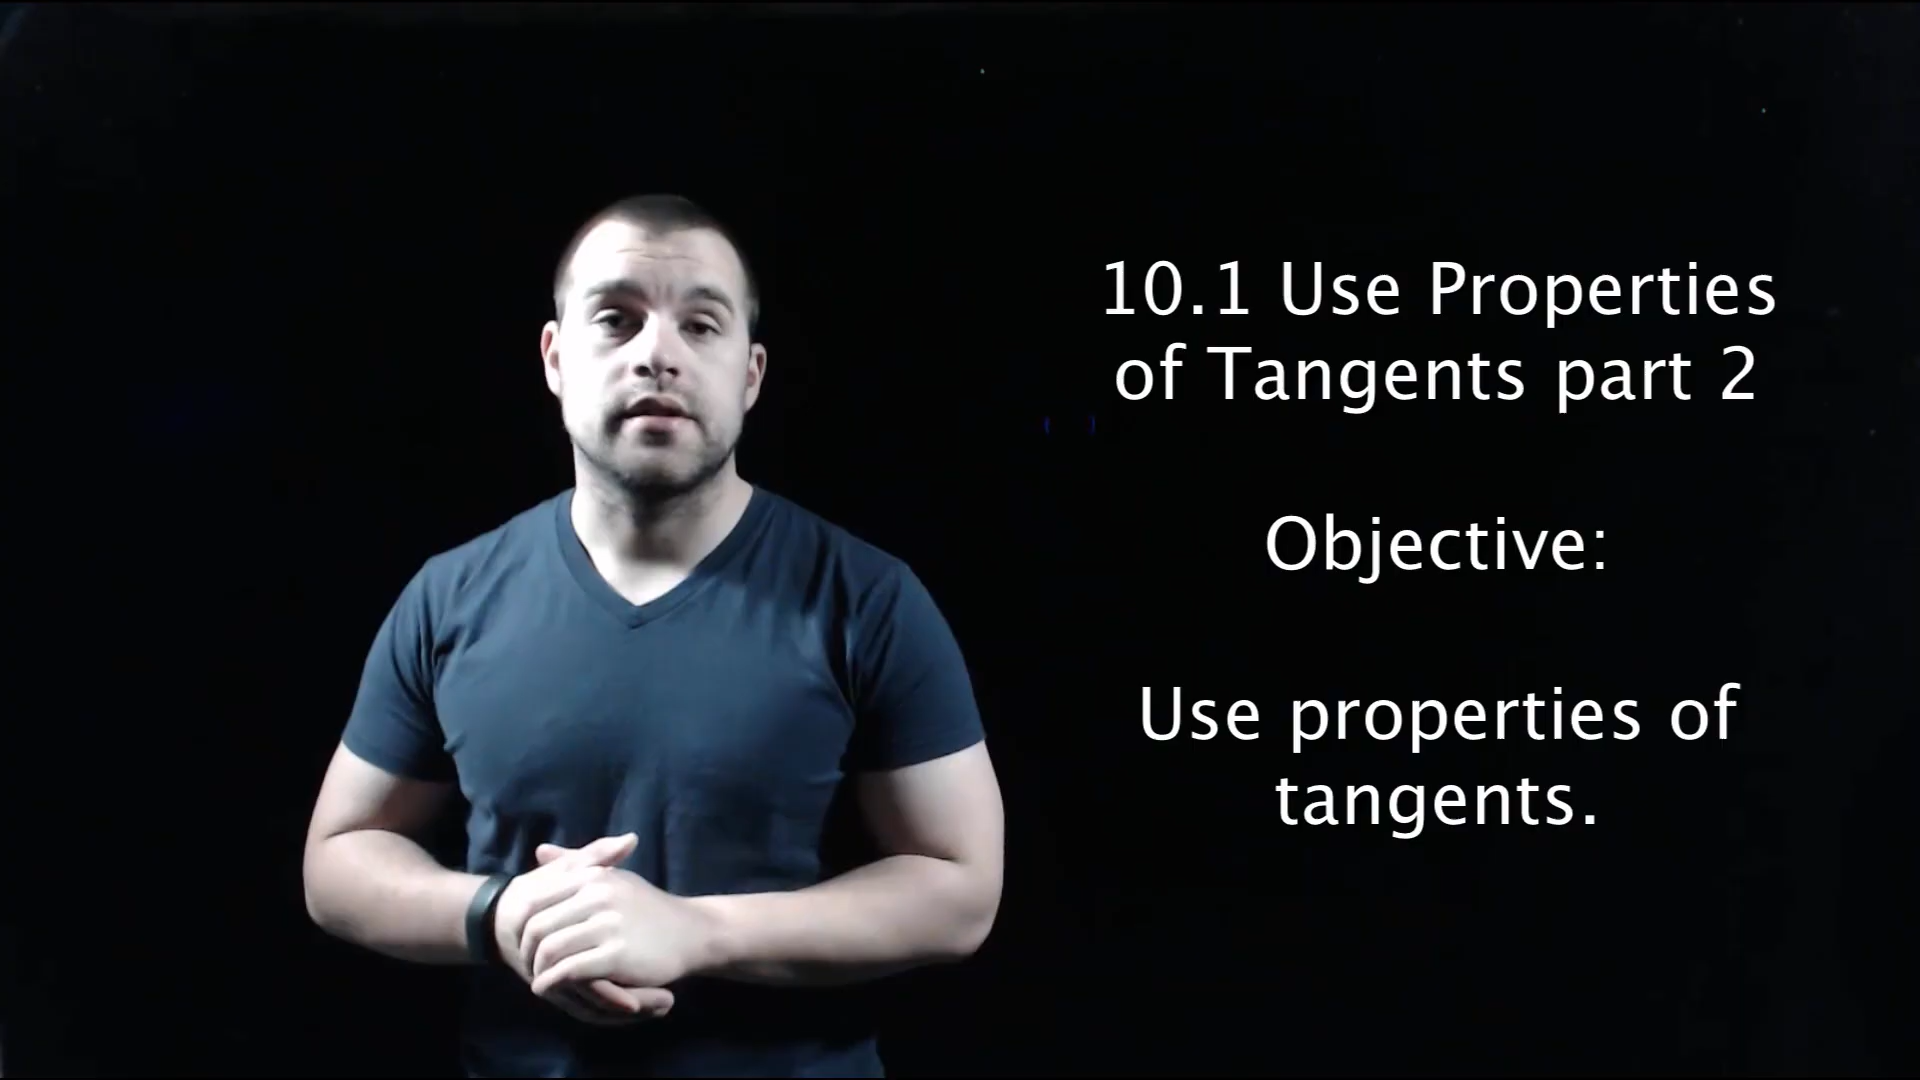 10.1 Use Properties
of Tangents part 2
Objective:
Use properties of
tangents.